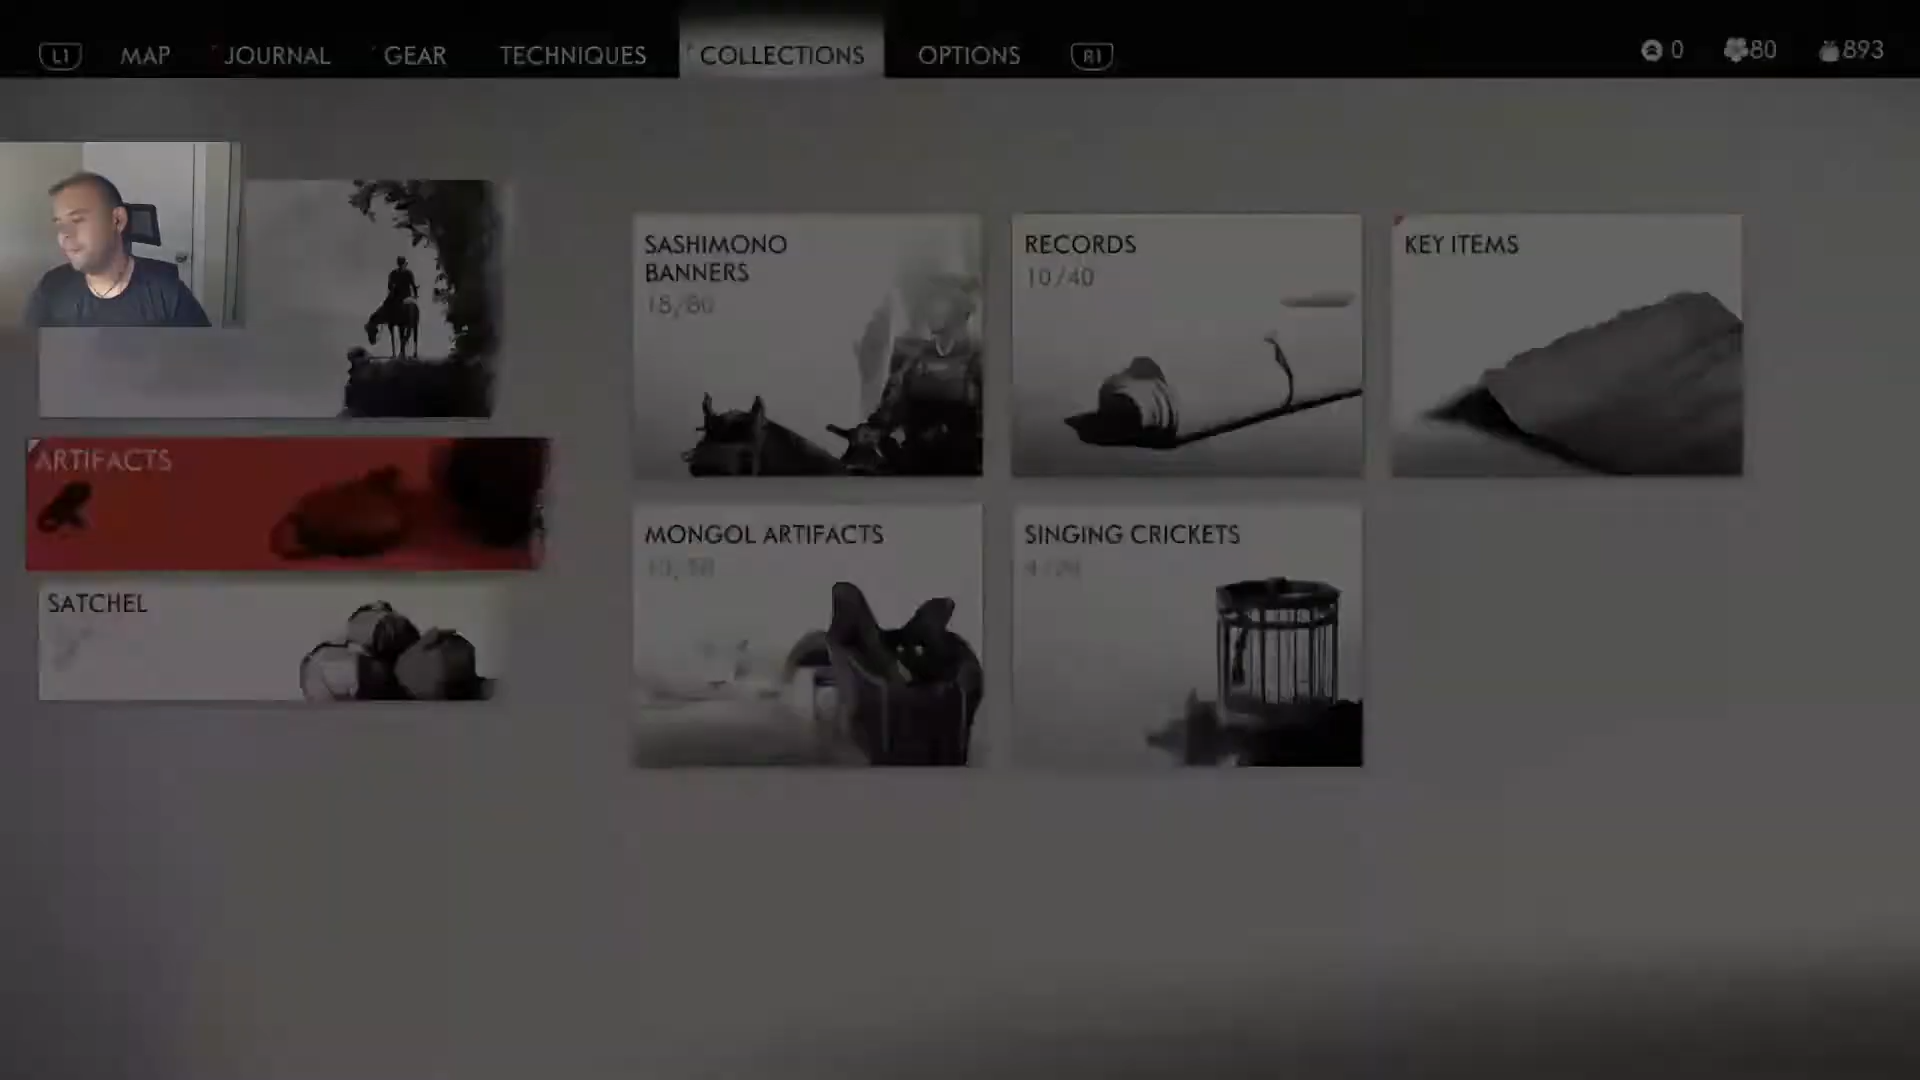 L1 MAP JOURNAL GEAR TECHNIQUES COLLECTIONS OPTIONS R1 0 80 893
SASHIMONO
BANNERS
18/80
RECORDS
10/40
KEY ITEMS
ARTIFACTS
SATCHEL
MONGOL ARTIFACTS
SINGING CRICKETS